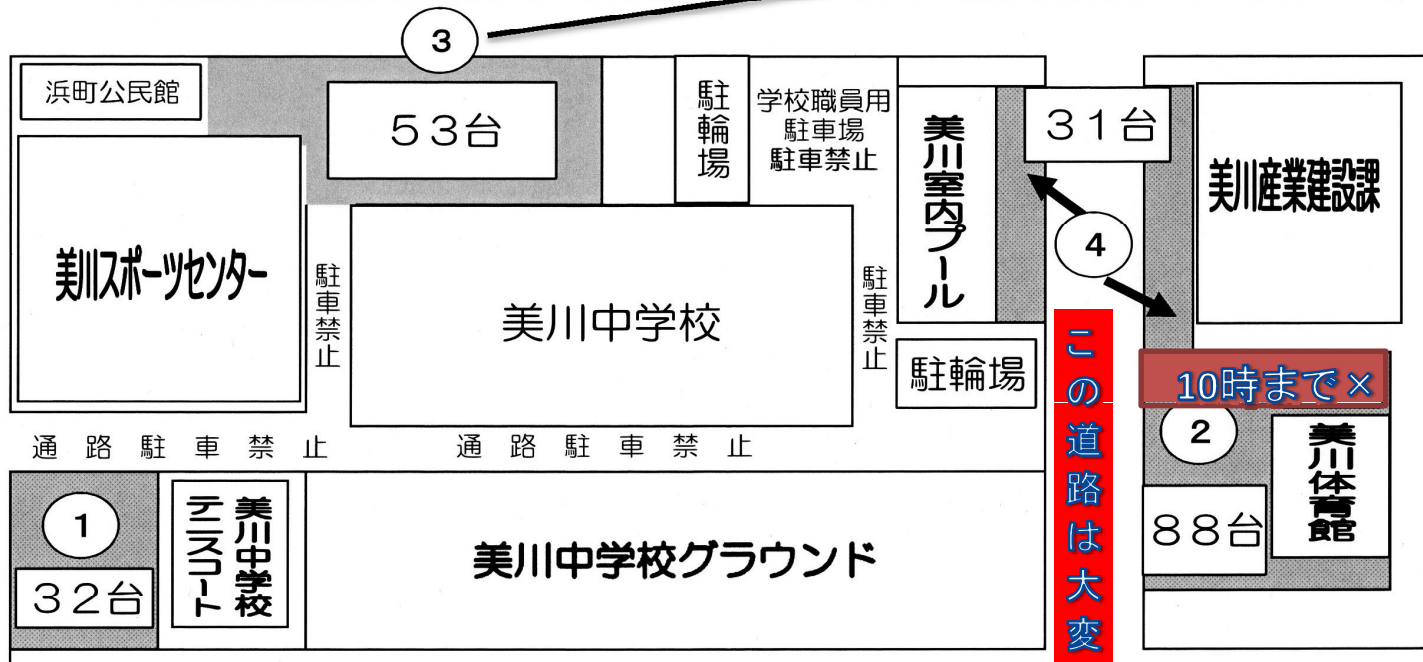 3
浜町公民館
53台
駐輪場
学校職員用
駐車場
駐車禁止
美川室内プール
31台
美川産業建設課
4
美川スポーツセンター
駐車禁止
美川中学校
駐車禁止
駐輪場
この道路は大変
10時まで×
通路駐車禁止
通路駐車禁止
2
美川体育館
88台
1
32台
美川中学校
テニスコート
美川中学校グラウンド